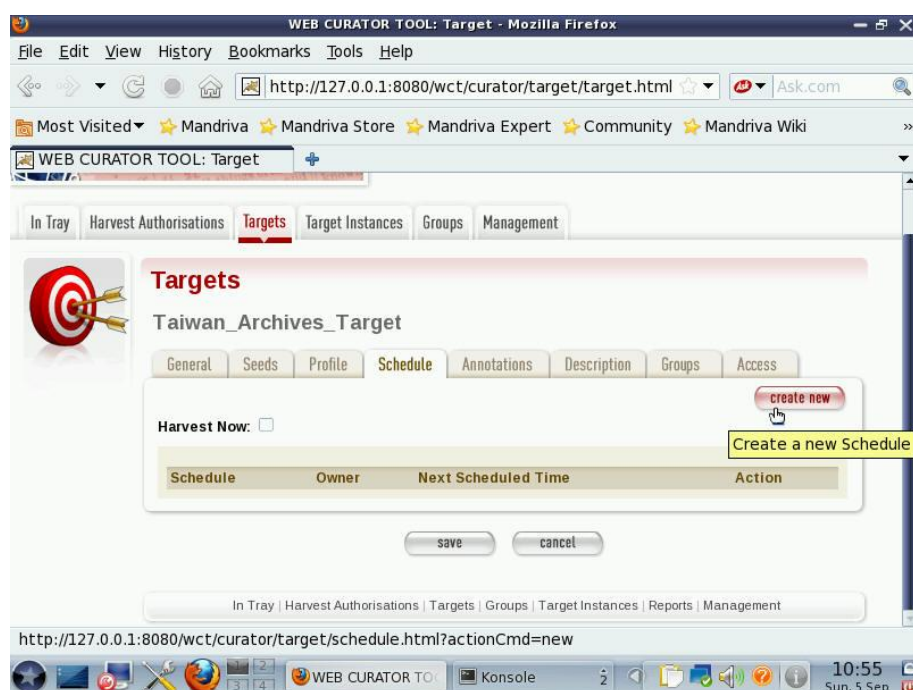 WEB CURATOR TOOL: Target - Mozilla Firefox
File Edit View History Bookmarks Tools Help
http://127.0.0.1:8080/wct/curator/target/target.html Ask.com
Most Visited Mandriva Mandriva Store Mandriva Expert Community Mandriva Wiki »
WEB CURATOR TOOL: Target
In Tray Harvest Authorisations Targets Target Instances Groups Management
Targets
Taiwan_Archives_Target
General Seeds Profile Schedule Annotations Description Groups Access
create new
Harvest Now:
Create a new Schedule
Schedule Owner Next Scheduled Time Action
save cancel
In Tray | Harvest Authorisations | Targets | Groups | Target Instances | Reports | Management
http://127.0.0.1:8080/wct/curator/target/schedule.html?actionCmd=new
1 2
3 4
WEB CURATOR TO Konsole 2 10:55
Sun, 5 Sep